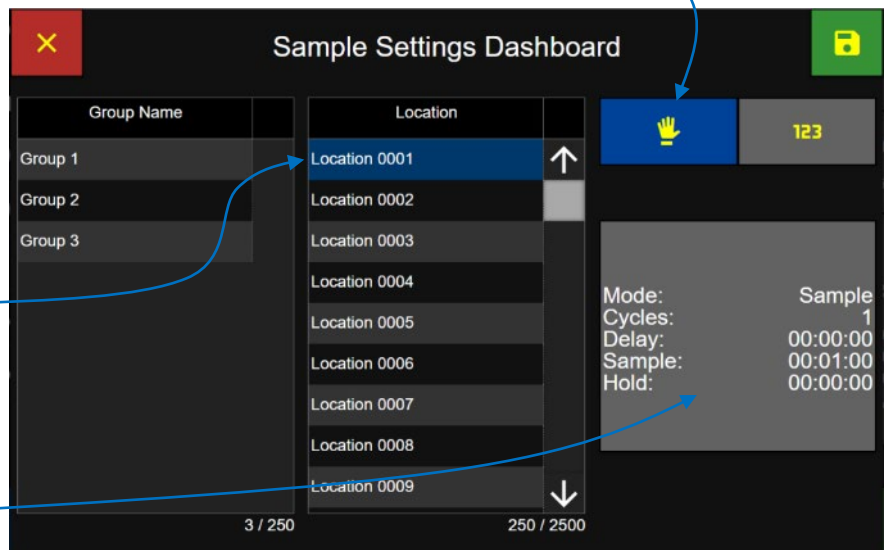 Sample Settings Dashboard
Group Name
Group 1
Group 2
Group 3
3 / 250
Location
Location 0001
Location 0002
Location 0003
Location 0004
Location 0005
Location 0006
Location 0007
Location 0008
Location 0009
250 / 2500
123
Mode: Sample
Cycles: 1
Delay: 00:00:00
Sample: 00:01:00
Hold: 00:00:00